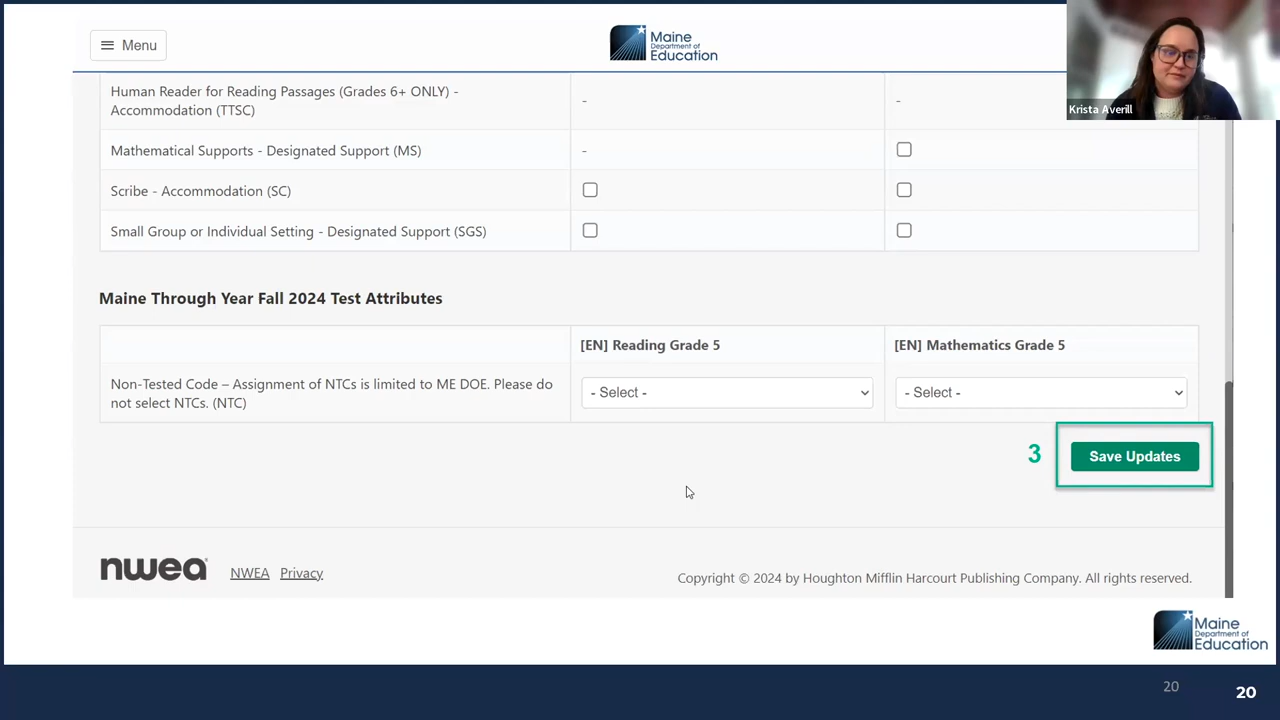 Menu
Maine
Department of
Education
Krista Averill
Human Reader for Reading Passages (Grades 6+ ONLY) -
Accommodation (TTSC)
-
-
Mathematical Supports - Designated Support (MS)
-
Scribe - Accommodation (SC)
Small Group or Individual Setting - Designated Support (SGS)
Maine Through Year Fall 2024 Test Attributes
[EN] Reading Grade 5
[EN] Mathematics Grade 5
Non-Tested Code – Assignment of NTCs is limited to ME DOE. Please do
not select NTCs. (NTC)
- Select -
- Select -
3
Save Updates
nwea
NWEA
Privacy
Copyright © 2024 by Houghton Mifflin Harcourt Publishing Company. All rights reserved.
Maine
Department of
Education
20
20